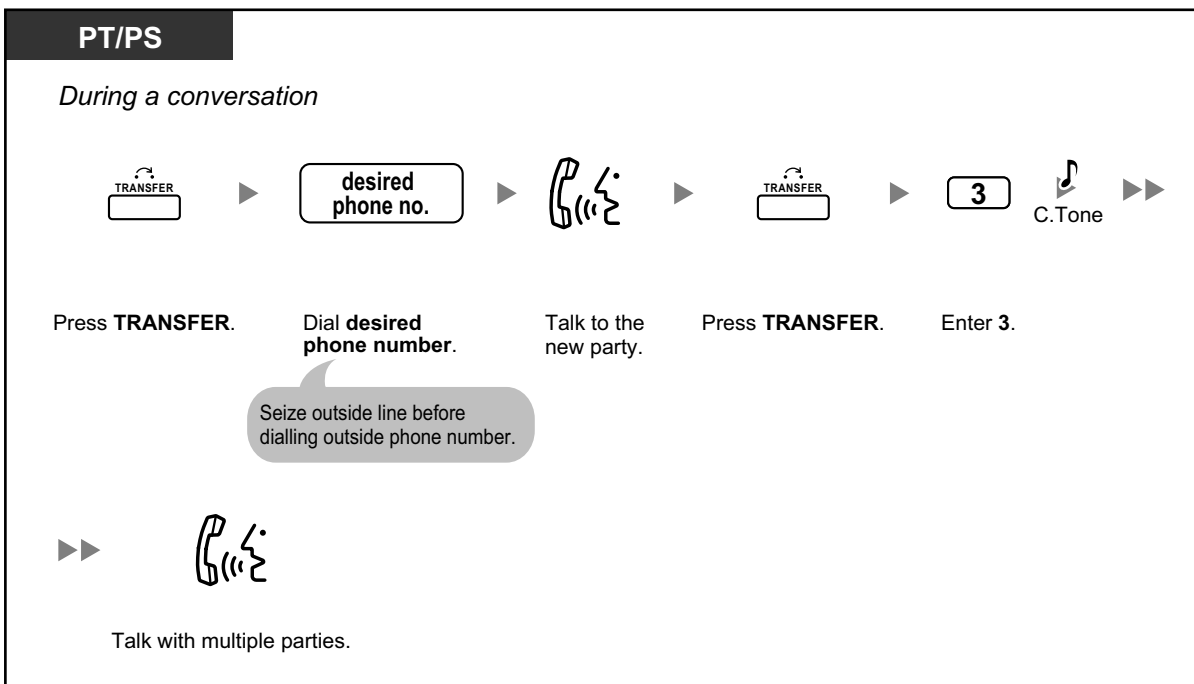 PT/PS
During a conversation
TRANSFER
desired
phone no.
TRANSFER
3
C.Tone
Press TRANSFER.
Dial desired
phone number.
Talk to the
new party.
Press TRANSFER.
Enter 3.
Seize outside line before
dialling outside phone number.
Talk with multiple parties.